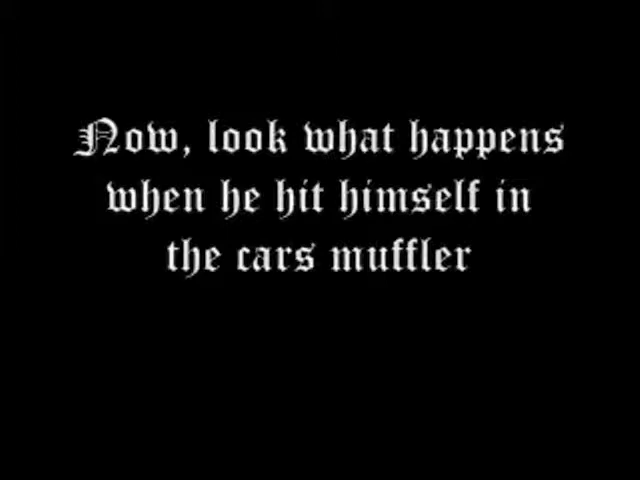 Now, look what happens
when he hit himself in
the cars muffler